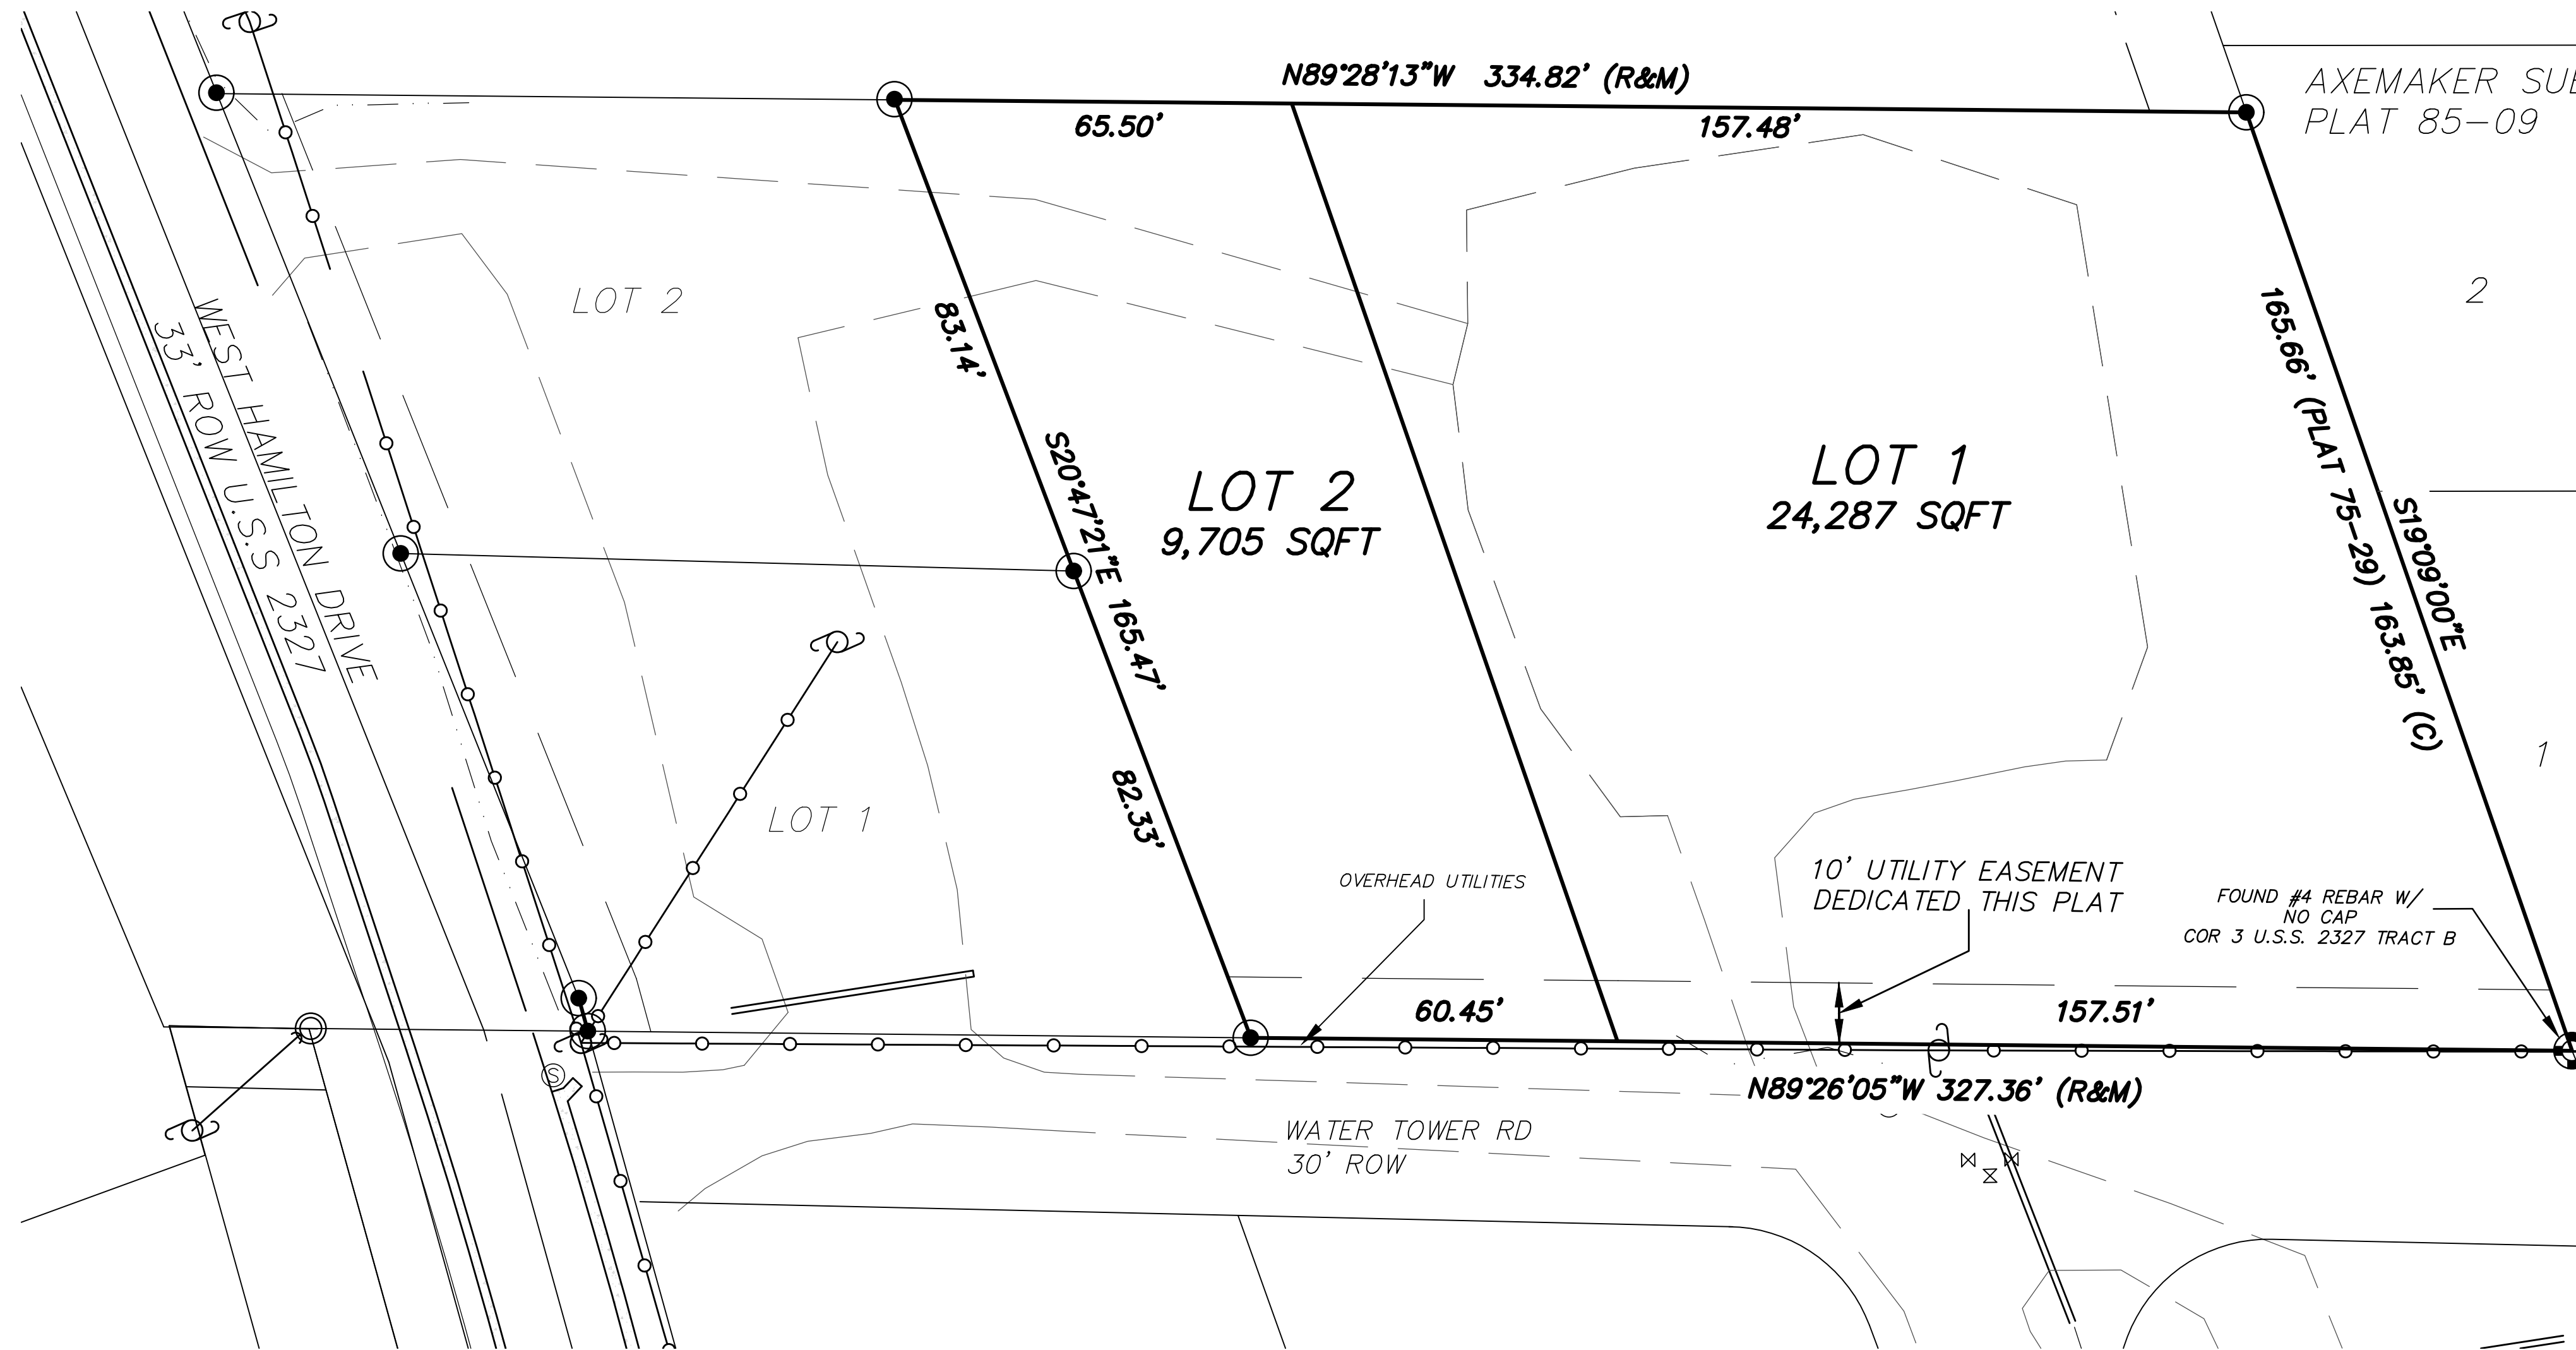 N89°28'13"W 334.82' (R&M)
65.50'
157.48'
AXEMAKER SU
PLAT 85-09
LOT 2
2
WEST HAMILTON DRIVE
33' ROW U.S.S 2327
83.14'
S20°47'21"E 165.47'
82.33'
LOT 2
9,705 SQFT
LOT 1
24,287 SQFT
165.66' (PLAT 75-29) 163.85' (C)
S19°09'00"E
1
LOT 1
OVERHEAD UTILITIES
10' UTILITY EASEMENT
DEDICATED THIS PLAT
FOUND #4 REBAR W/
NO CAP
COR 3 U.S.S. 2327 TRACT B
60.45'
157.51'
S
N89°26'05"W 327.36' (R&M)
WATER TOWER RD
30' ROW